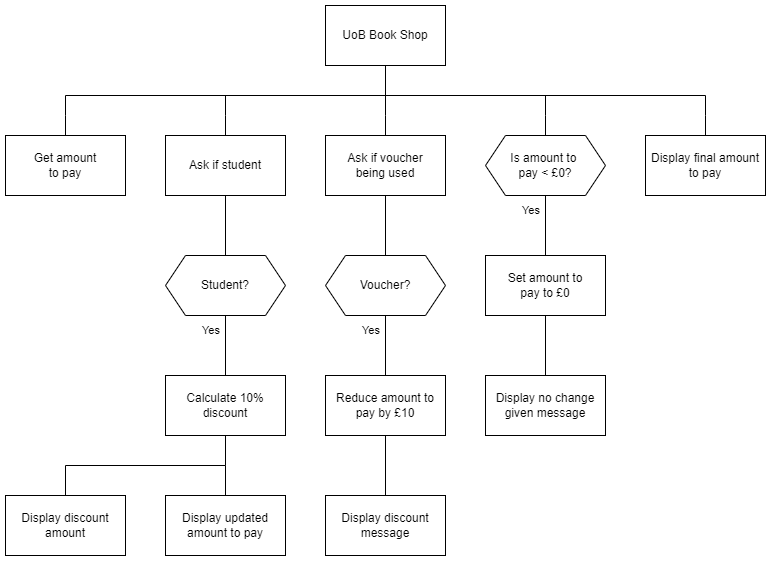 UoB Book Shop
Get amount
to pay
Ask if student
Ask if voucher
being used
Is amount to
pay < £0?
Display final amount
to pay
Yes
Student?
Voucher?
Set amount to
pay to £0
Yes
Yes
Calculate 10%
discount
Reduce amount to
pay by £10
Display no change
given message
Display discount
amount
Display updated
amount to pay
Display discount
message